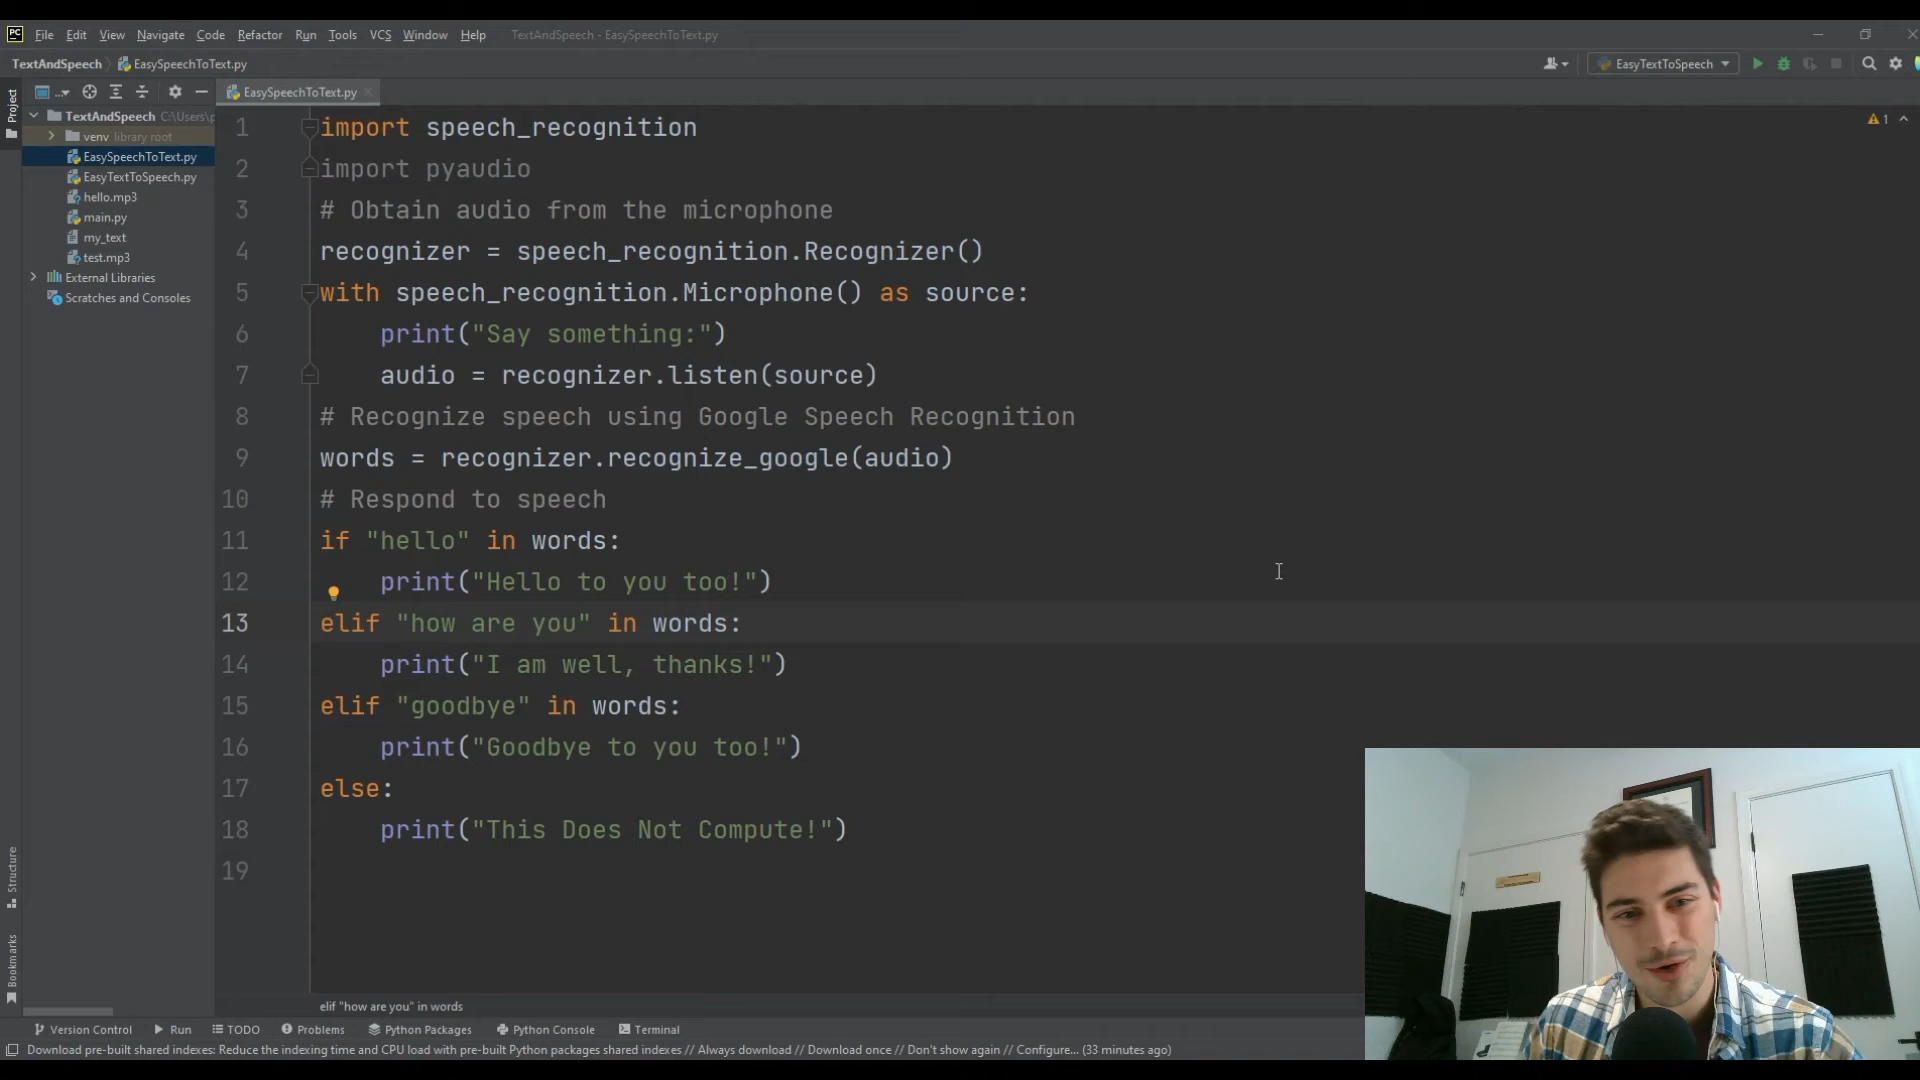 PC File Edit View Navigate Code Refactor Run Tools VCS Window Help TextAndSpeech - EasySpeechToText.py
TextAndSpeech EasySpeechToText.py EasyTextToSpeech
Project ... EasySpeechToText.py
TextAndSpeech C:\Users\p
venv library root
EasySpeechToText.py
EasyTextToSpeech.py
hello.mp3
main.py
my_text
test.mp3
External Libraries
Scratches and Consoles
1 import speech_recognition
2 import pyaudio
3 # Obtain audio from the microphone
4 recognizer = speech_recognition.Recognizer()
5 with speech_recognition.Microphone() as source:
6     print("Say something:")
7     audio = recognizer.listen(source)
8 # Recognize speech using Google Speech Recognition
9 words = recognizer.recognize_google(audio)
10 # Respond to speech
11 if "hello" in words:
12     print("Hello to you too!")
13 elif "how are you" in words:
14     print("I am well, thanks!")
15 elif "goodbye" in words:
16     print("Goodbye to you too!")
17 else:
18     print("This Does Not Compute!")
19
1
Structure
Bookmarks
elif "how are you" in words
Version Control Run TODO Problems Python Packages Python Console Terminal
Download pre-built shared indexes: Reduce the indexing time and CPU load with pre-built Python packages shared indexes // Always download // Download once // Don't show again // Configure... (33 minutes ago)